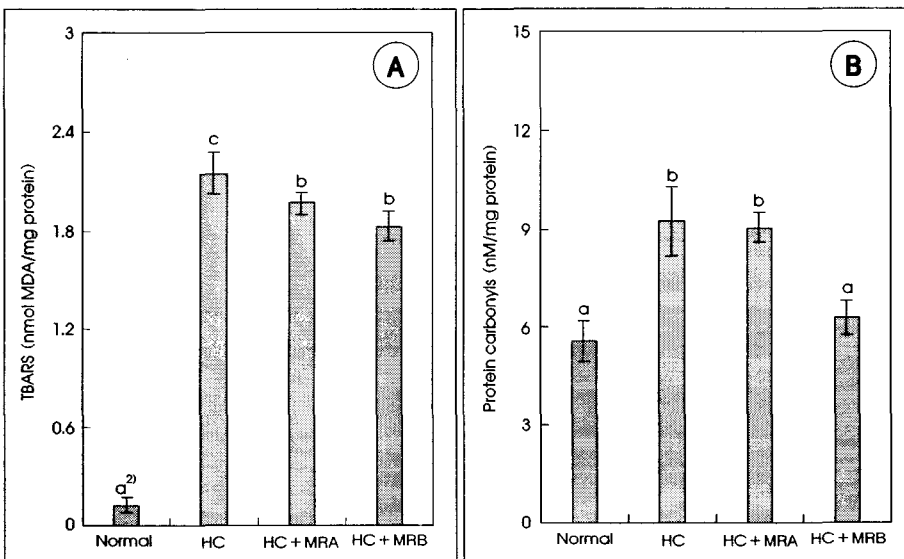 A
TBARS (nmol MDA/mg protein)
3
2.4
1.8
1.2
0.6
0
a²⁾
c
b
b
Normal HC HC + MRA HC + MRB
B
Protein carbonyls (nM/mg protein)
15
12
9
6
3
0
a
b
b
a
Normal HC HC + MRA HC + MRB